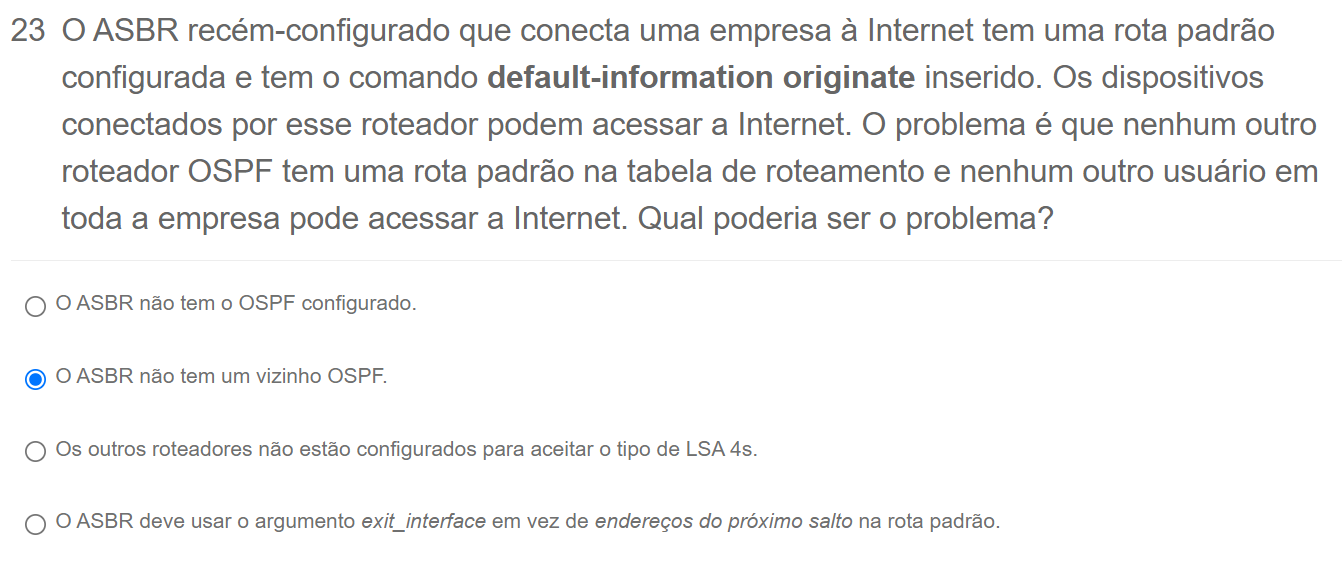 23 O ASBR recém-configurado que conecta uma empresa à Internet tem uma rota padrão
configurada e tem o comando default-information originate inserido. Os dispositivos
conectados por esse roteador podem acessar a Internet. O problema é que nenhum outro
roteador OSPF tem uma rota padrão na tabela de roteamento e nenhum outro usuário em
toda a empresa pode acessar a Internet. Qual poderia ser o problema?
O ASBR não tem o OSPF configurado.
O ASBR não tem um vizinho OSPF.
Os outros roteadores não estão configurados para aceitar o tipo de LSA 4s.
O ASBR deve usar o argumento exit_interface em vez de endereços do próximo salto na rota padrão.